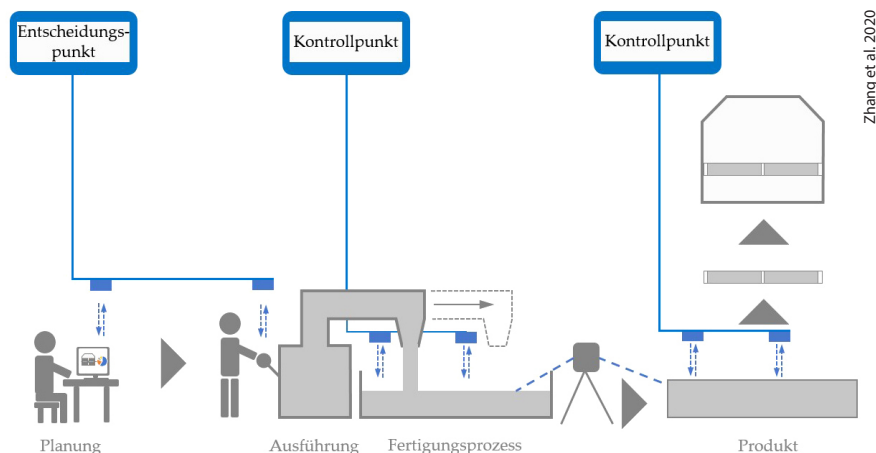 Entscheidungs-
punkt
Kontrollpunkt
Kontrollpunkt
Zhang et al. 2020
Planung
Ausführung
Fertigungsprozess
Produkt